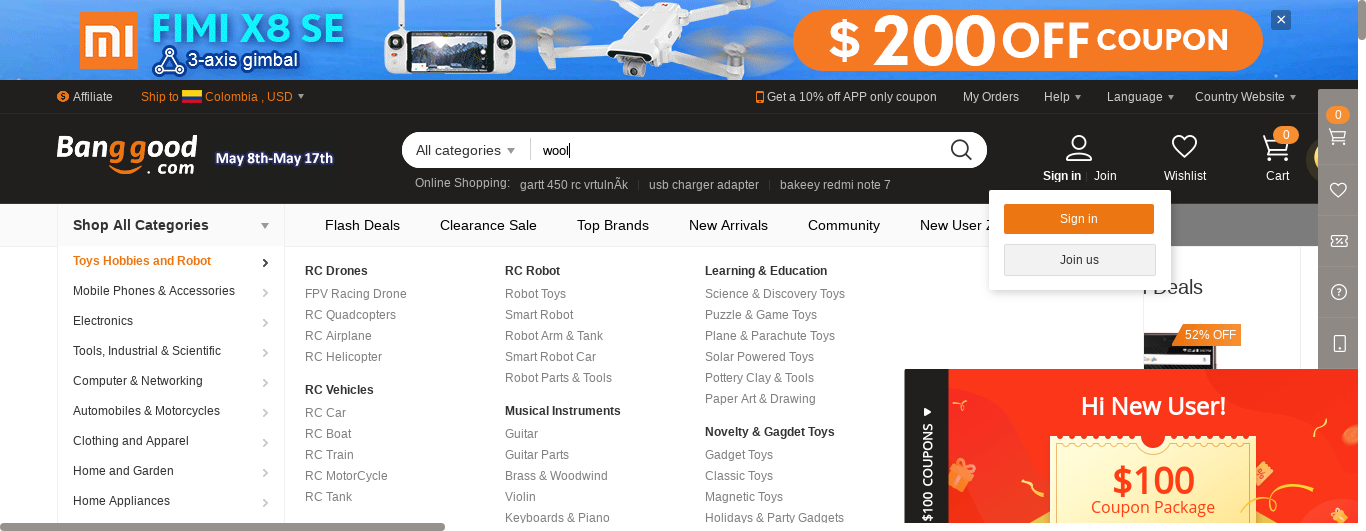 mi
FIMI X8 SE
3-axis gimbal
$200 OFF COUPON
Affiliate
Ship to Colombia , USD
Get a 10% off APP only coupon
My Orders
Help
Language
Country Website
Banggood.com
May 8th-May 17th
All categories
wool
Online Shopping:
gartt 450 rc vrtulnÃk
usb charger adapter
bakeey redmi note 7
Sign in
Join
Wishlist
0
Cart
0
Shop All Categories
Flash Deals
Clearance Sale
Top Brands
New Arrivals
Community
New User Z
Sign in
Join us
Toys Hobbies and Robot
Mobile Phones & Accessories
Electronics
Tools, Industrial & Scientific
Computer & Networking
Automobiles & Motorcycles
Clothing and Apparel
Home and Garden
Home Appliances
RC Drones
FPV Racing Drone
RC Quadcopters
RC Airplane
RC Helicopter
RC Vehicles
RC Car
RC Boat
RC Train
RC MotorCycle
RC Tank
RC Robot
Robot Toys
Smart Robot
Robot Arm & Tank
Smart Robot Car
Robot Parts & Tools
Musical Instruments
Guitar
Guitar Parts
Brass & Woodwind
Violin
Keyboards & Piano
Learning & Education
Science & Discovery Toys
Puzzle & Game Toys
Plane & Parachute Toys
Solar Powered Toys
Pottery Clay & Tools
Paper Art & Drawing
Novelty & Gagdet Toys
Gadget Toys
Classic Toys
Magnetic Toys
Holidays & Party Gadgets
Deals
52% OFF
$100 COUPONS
Hi New User!
$100
Coupon Package